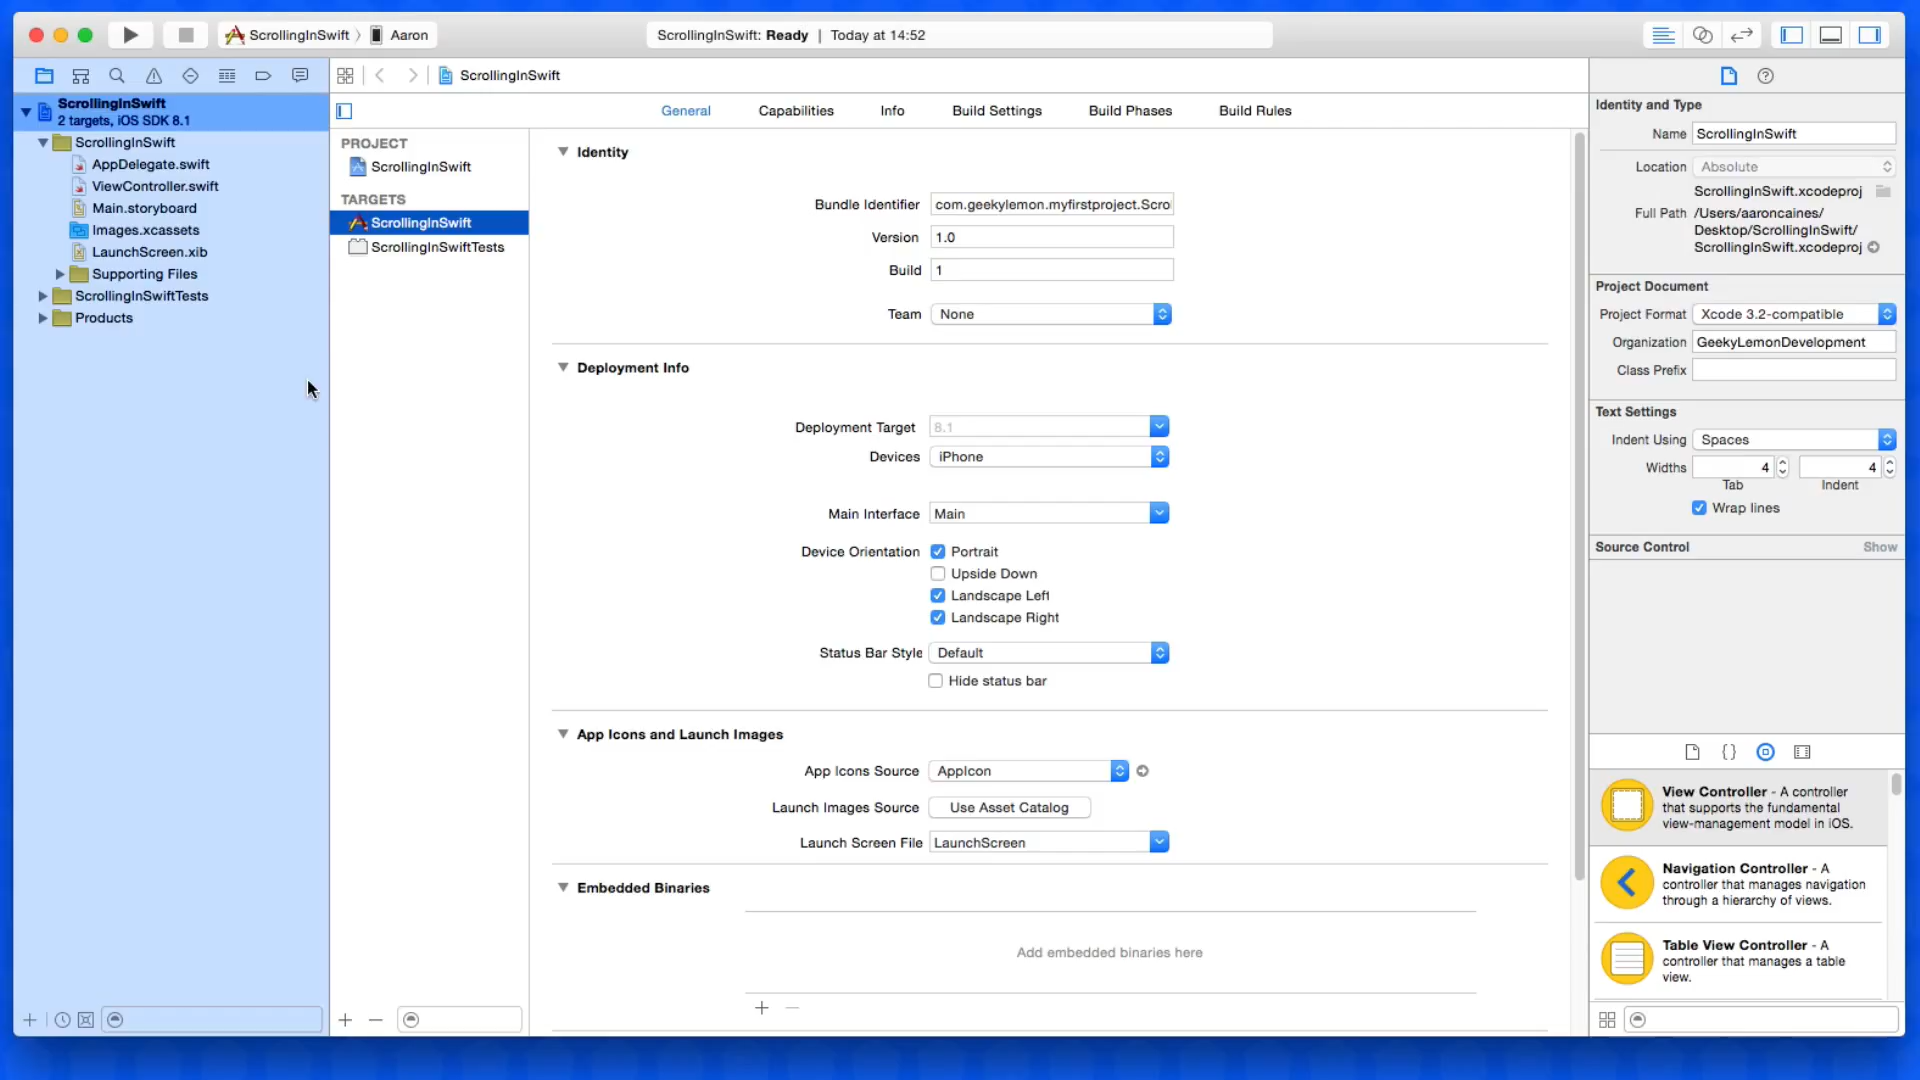 ScrollingInSwift 〉 Aaron
ScrollingInSwift: Ready | Today at 14:52
ScrollingInSwift
2 targets, iOS SDK 8.1
ScrollingInSwift
AppDelegate.swift
ViewController.swift
Main.storyboard
Images.xcassets
LaunchScreen.xib
Supporting Files
ScrollingInSwiftTests
Products
ScrollingInSwift
General Capabilities Info Build Settings Build Phases Build Rules
PROJECT
ScrollingInSwift
TARGETS
ScrollingInSwift
ScrollingInSwiftTests
Identity
Bundle Identifier com.geekylemon.myfirstproject.Scro
Version 1.0
Build 1
Team None
Deployment Info
Deployment Target 8.1
Devices iPhone
Main Interface Main
Device Orientation Portrait
Upside Down
Landscape Left
Landscape Right
Status Bar Style Default
Hide status bar
App Icons and Launch Images
App Icons Source AppIcon
Launch Images Source Use Asset Catalog
Launch Screen File LaunchScreen
Embedded Binaries
Add embedded binaries here
Identity and Type
Name ScrollingInSwift
Location Absolute
ScrollingInSwift.xcodeproj
Full Path /Users/aaroncaines/
Desktop/ScrollingInSwift/
ScrollingInSwift.xcodeproj
Project Document
Project Format Xcode 3.2-compatible
Organization GeekyLemonDevelopment
Class Prefix
Text Settings
Indent Using Spaces
Widths 4 4
Tab Indent
Wrap lines
Source Control Show
{}
View Controller - A controller
that supports the fundamental
view-management model in iOS.
Navigation Controller - A
controller that manages navigation
through a hierarchy of views.
Table View Controller - A
controller that manages a table
view.